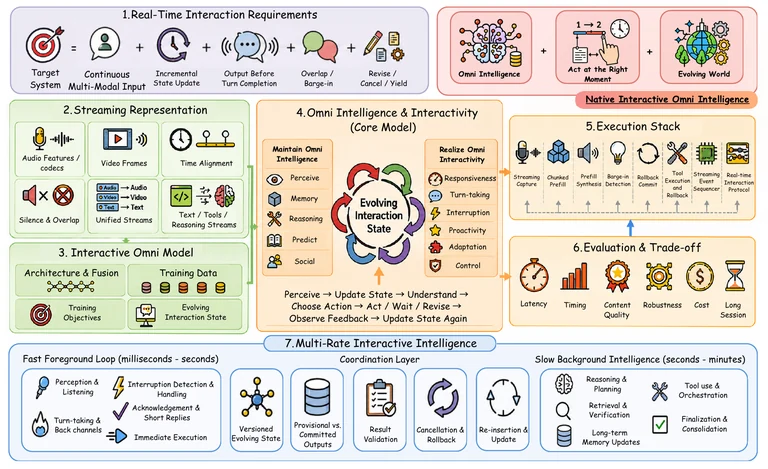 1.Real-Time Interaction Requirements
Target
System
=
Continuous
Multi-Modal Input
+
Incremental
State Update
+
Output Before
Turn Completion
+
Overlap /
Barge-in
+
Revise /
Cancel / Yield
Omni Intelligence
+
1 → 2
Act at the Right
Moment
+
Evolving World
Native Interactive Omni Intelligence
2.Streaming Representation
Audio Features /
codecs
Video Frames
Time Alignment
Silence & Overlap
Audio → Audio
Video → Video
Text → Text
Unified Streams
Text / Tools /
Reasoning Streams
3. Interactive Omni Model
Architecture & Fusion
Training Data
Training
Objectives
Evolving
Interaction State
4.Omni Intelligence & Interactivity
(Core Model)
Maintain Omni
Intelligence
Perceive
Memory
Reasoning
Predict
Social
Evolving
Interaction
State
Realize Omni
Interactivity
Responsiveness
Turn-taking
Interruption
Proactivity
Adaptation
Control
Perceive → Update State → Understand →
Choose Action → Act / Wait / Revise →
Observe Feedback → Update State Again
5.Execution Stack
Streaming
Capture
Chunked
Prefill
Prefill
Synthesis
Barge-in
Detection
Rollback
Commit
Tool
Execution
and Rollback
Streaming
Event
Sequencer
Real-time
Interaction
Protocol
6.Evaluation & Trade-off
Latency
Timing
Content
Quality
Robustness
$
Cost
Long
Session
7.Multi-Rate Interactive Intelligence
Fast Foreground Loop (milliseconds - seconds)
Perception &
Listening
Interruption Detection &
Handling
Turn-taking &
Back channels
Acknowledgement &
Short Replies
Immediate Execution
Coordination Layer
Versioned
Evolving State
Provisional vs.
Committed
Outputs
Result
Validation
Cancellation &
Rollback
Re-insertion &
Update
Slow Background Intelligence (seconds - minutes)
Reasoning &
Planning
Retrieval &
Verification
Long-term
Memory Updates
Tool use &
Orchestration
Finalization &
Consolidation